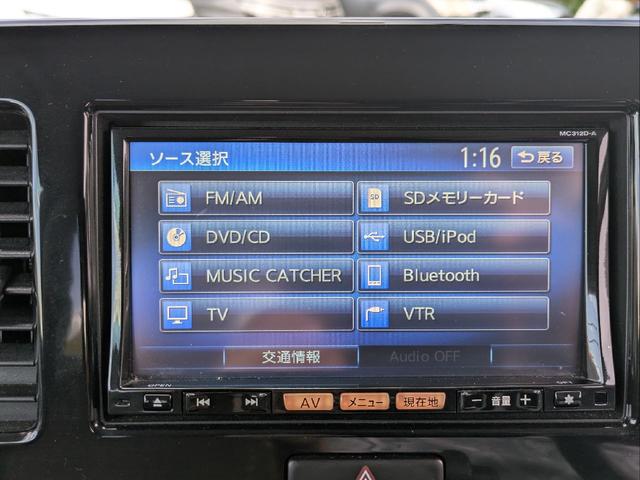 MC312D-A
ソース選択 1:16 戻る
FM/AM SDメモリーカード
SD
DVD/CD USB/iPod
MUSIC CATCHER Bluetooth
TV VTR
交通情報 Audio OFF
OPEN
AV メニュー 現在地 − 音量 +